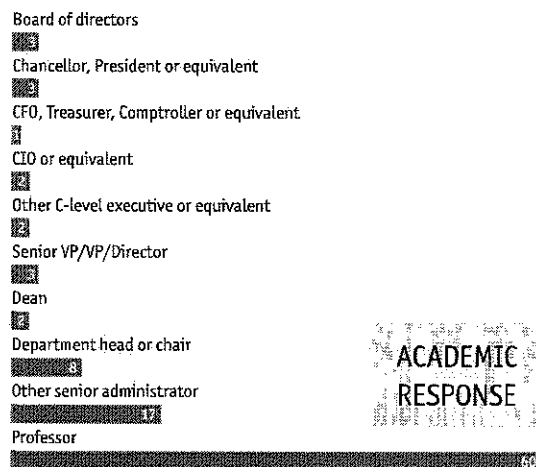 Board of directors
3
Chancellor, President or equivalent
3
CFO, Treasurer, Comptroller or equivalent
1
CIO or equivalent
2
Other C-level executive or equivalent
2
Senior VP/VP/Director
3
Dean
2
Department head or chair
8
Other senior administrator
17
Professor
60
ACADEMIC
RESPONSE